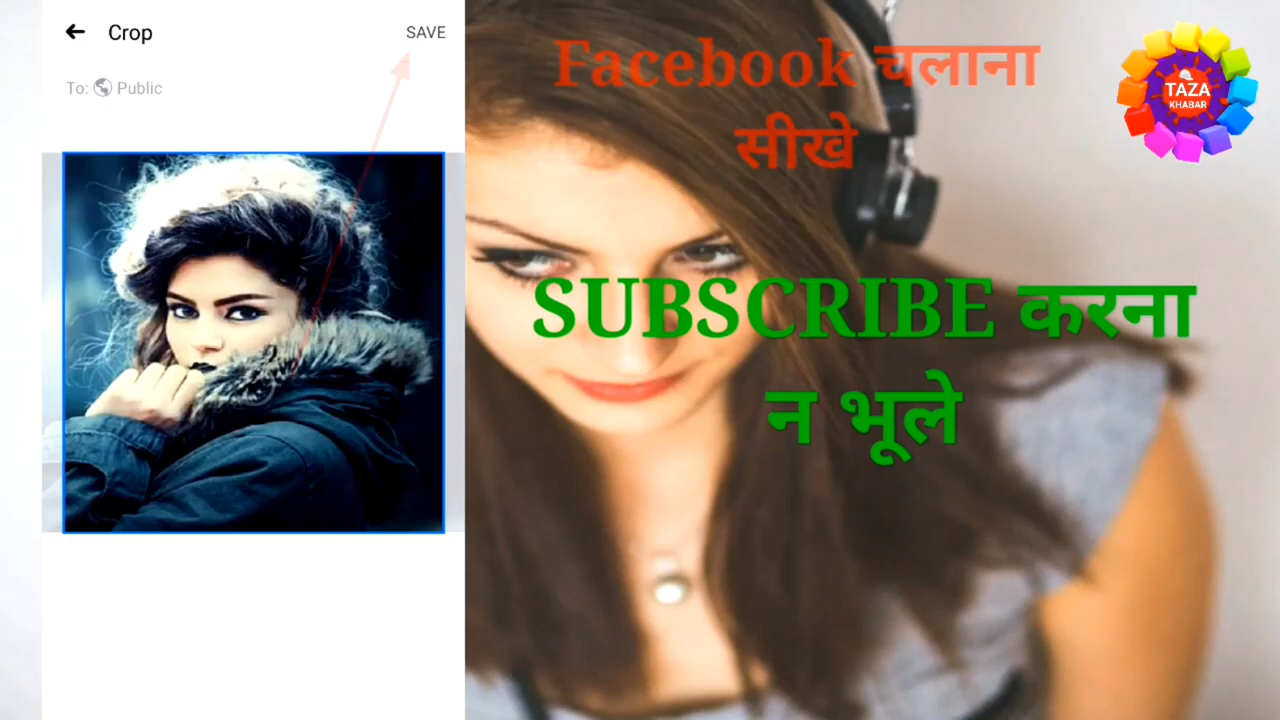 Crop
SAVE
To: Public
Facebook चलाना
सीखे
SUBSCRIBE करना
न भूले
TAZA
KHABAR